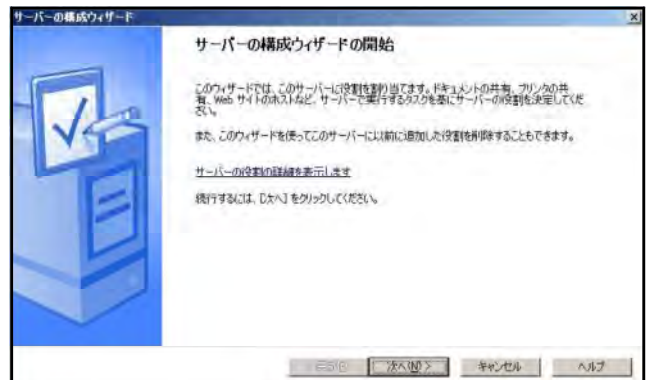 サーバーの構成ウィザード
サーバーの構成ウィザードの開始
このウィザードでは、このサーバーに役割を割り当てます。ドキュメントの共有、プリンタの共
有、Web サイトのホストなど、サーバーで実行するタスクを基にサーバーの役割を決定してくだ
さい。
また、このウィザードを使ってこのサーバーに以前に追加した役割を削除することもできます。
サーバーの役割の詳細を表示します
続行するには、[次へ] をクリックしてください。
次へ(N) >
キャンセル
ヘルプ